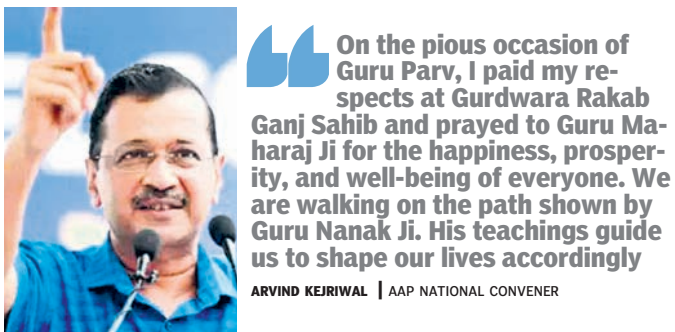 On the pious occasion of
Guru Parv, I paid my re-
spects at Gurdwara Rakab
Ganj Sahib and prayed to Guru Ma-
haraj Ji for the happiness, prosper-
ity, and well-being of everyone. We
are walking on the path shown by
Guru Nanak Ji. His teachings guide
us to shape our lives accordingly
ARVIND KEJRIWAL | AAP NATIONAL CONVENER